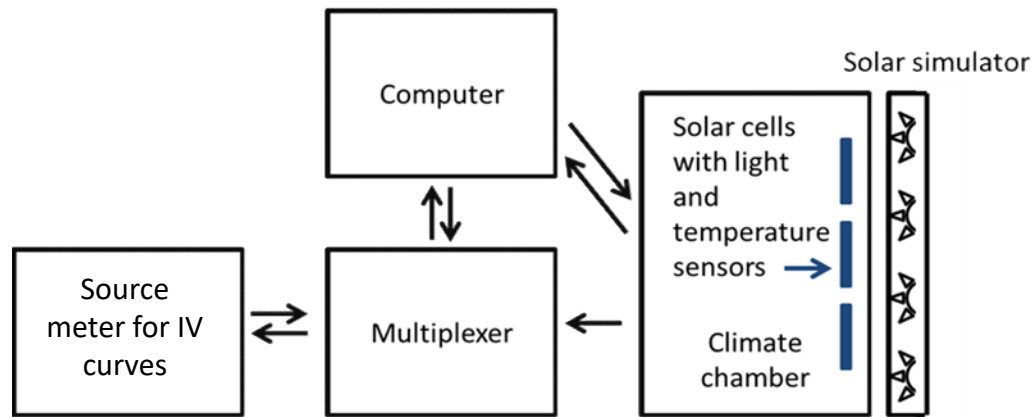 Computer
Solar simulator
Solar cells
with light
and
temperature
sensors
Climate
chamber
Source
meter for IV
curves
Multiplexer